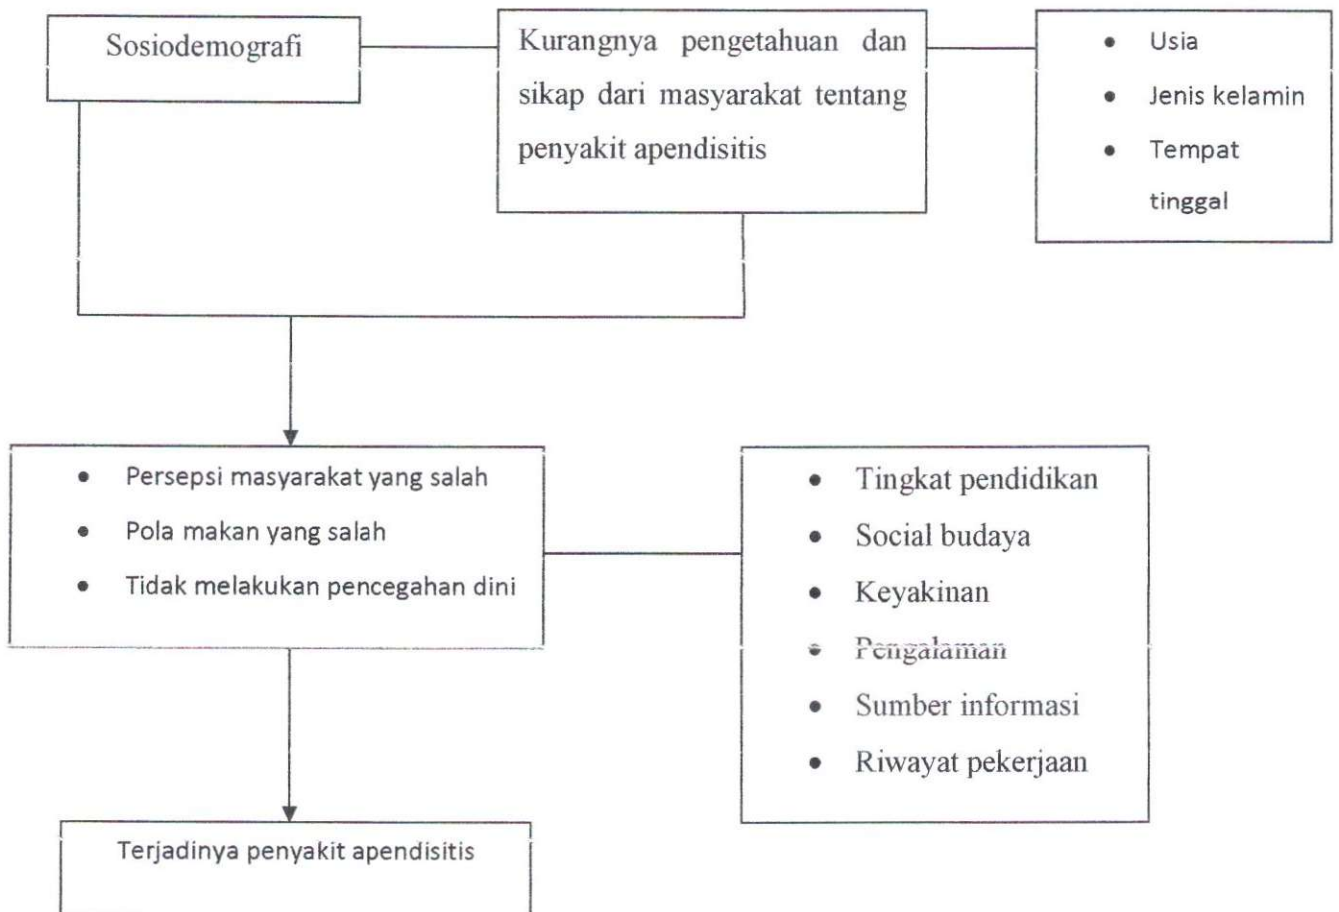 Sosiodemografi
Kurangnya pengetahuan dan
sikap dari masyarakat tentang
penyakit apendisitis
• Usia
• Jenis kelamin
• Tempat
tinggal
• Persepsi masyarakat yang salah
• Pola makan yang salah
• Tidak melakukan pencegahan dini
• Tingkat pendidikan
• Social budaya
• Keyakinan
• Pengalaman
• Sumber informasi
• Riwayat pekerjaan
Terjadinya penyakit apendisitis